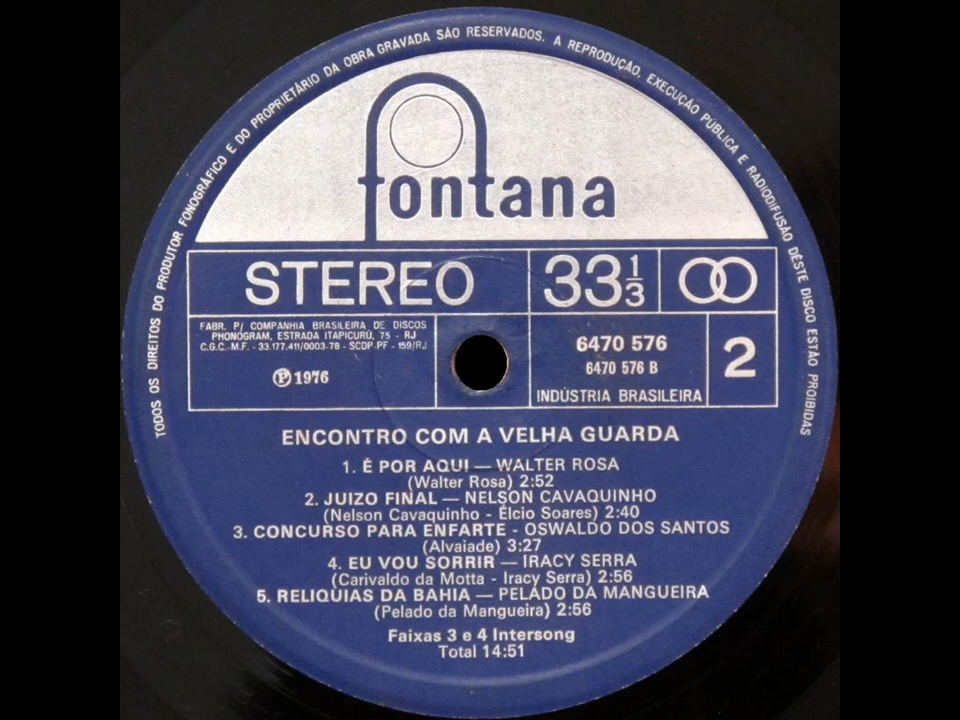 TODOS OS DIREITOS DO PRODUTOR FONOGRÁFICO E DO PROPRIETÁRIO DA OBRA GRAVADA SÃO RESERVADOS. A REPRODUÇÃO, EXECUÇÃO PÚBLICA E RADIODIFUSÃO DÊSTE DISCO ESTÃO PROIBIDAS
fontana
STEREO
33 1/3
FABR. P/ COMPANHIA BRASILEIRA DE DISCOS
PHONOGRAM, ESTRADA ITAPICURÚ, 75 - RJ
C.G.C.-M.F. - 33.177.411/0003-78 - SCDP-PF - 159/RJ
℗ 1976
6470 576
6470 576 B
INDÚSTRIA BRASILEIRA
2
ENCONTRO COM A VELHA GUARDA
1. É POR AQUI — WALTER ROSA
(Walter Rosa) 2:52
2. JUIZO FINAL — NELSON CAVAQUINHO
(Nelson Cavaquinho - Élcio Soares) 2:40
3. CONCURSO PARA ENFARTE - OSWALDO DOS SANTOS
(Alvaiade) 3:27
4. EU VOU SORRIR — IRACY SERRA
(Carivaldo da Motta - Iracy Serra) 2:56
5. RELIQUIAS DA BAHIA — PELADO DA MANGUEIRA
(Pelado da Mangueira) 2:56
Faixas 3 e 4 Intersong
Total 14:51